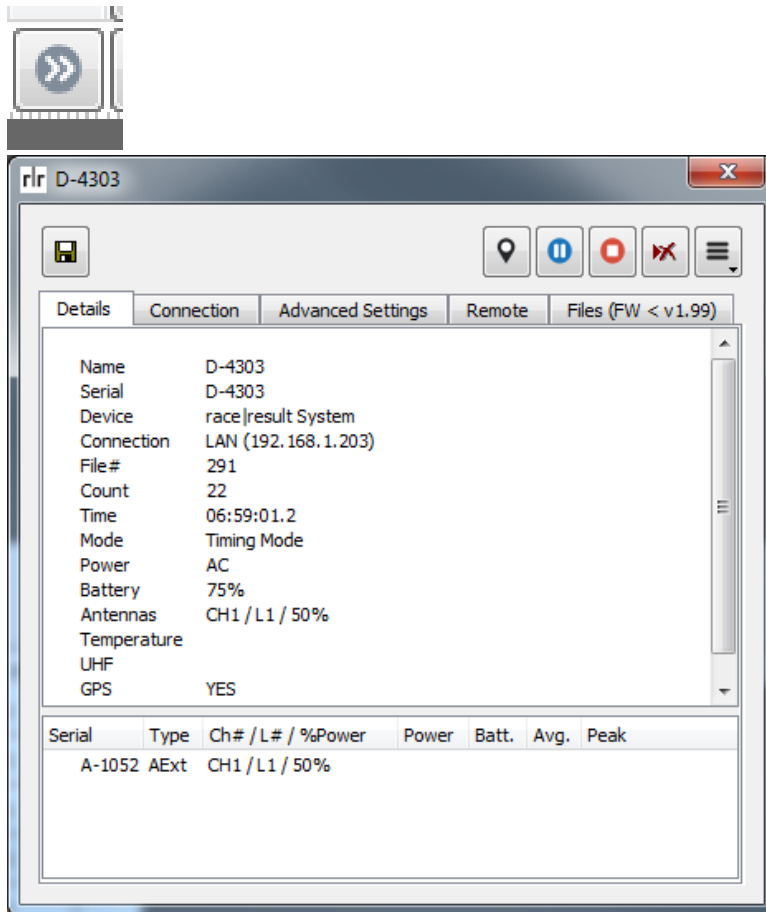 r|r D-4303
Details Connection Advanced Settings Remote Files (FW < v1.99)
Name D-4303
Serial D-4303
Device race|result System
Connection LAN (192.168.1.203)
File# 291
Count 22
Time 06:59:01.2
Mode Timing Mode
Power AC
Battery 75%
Antennas CH1 / L1 / 50%
Temperature
UHF
GPS YES
Serial Type Ch# / L# / %Power Power Batt. Avg. Peak
A-1052 AExt CH1 / L1 / 50%